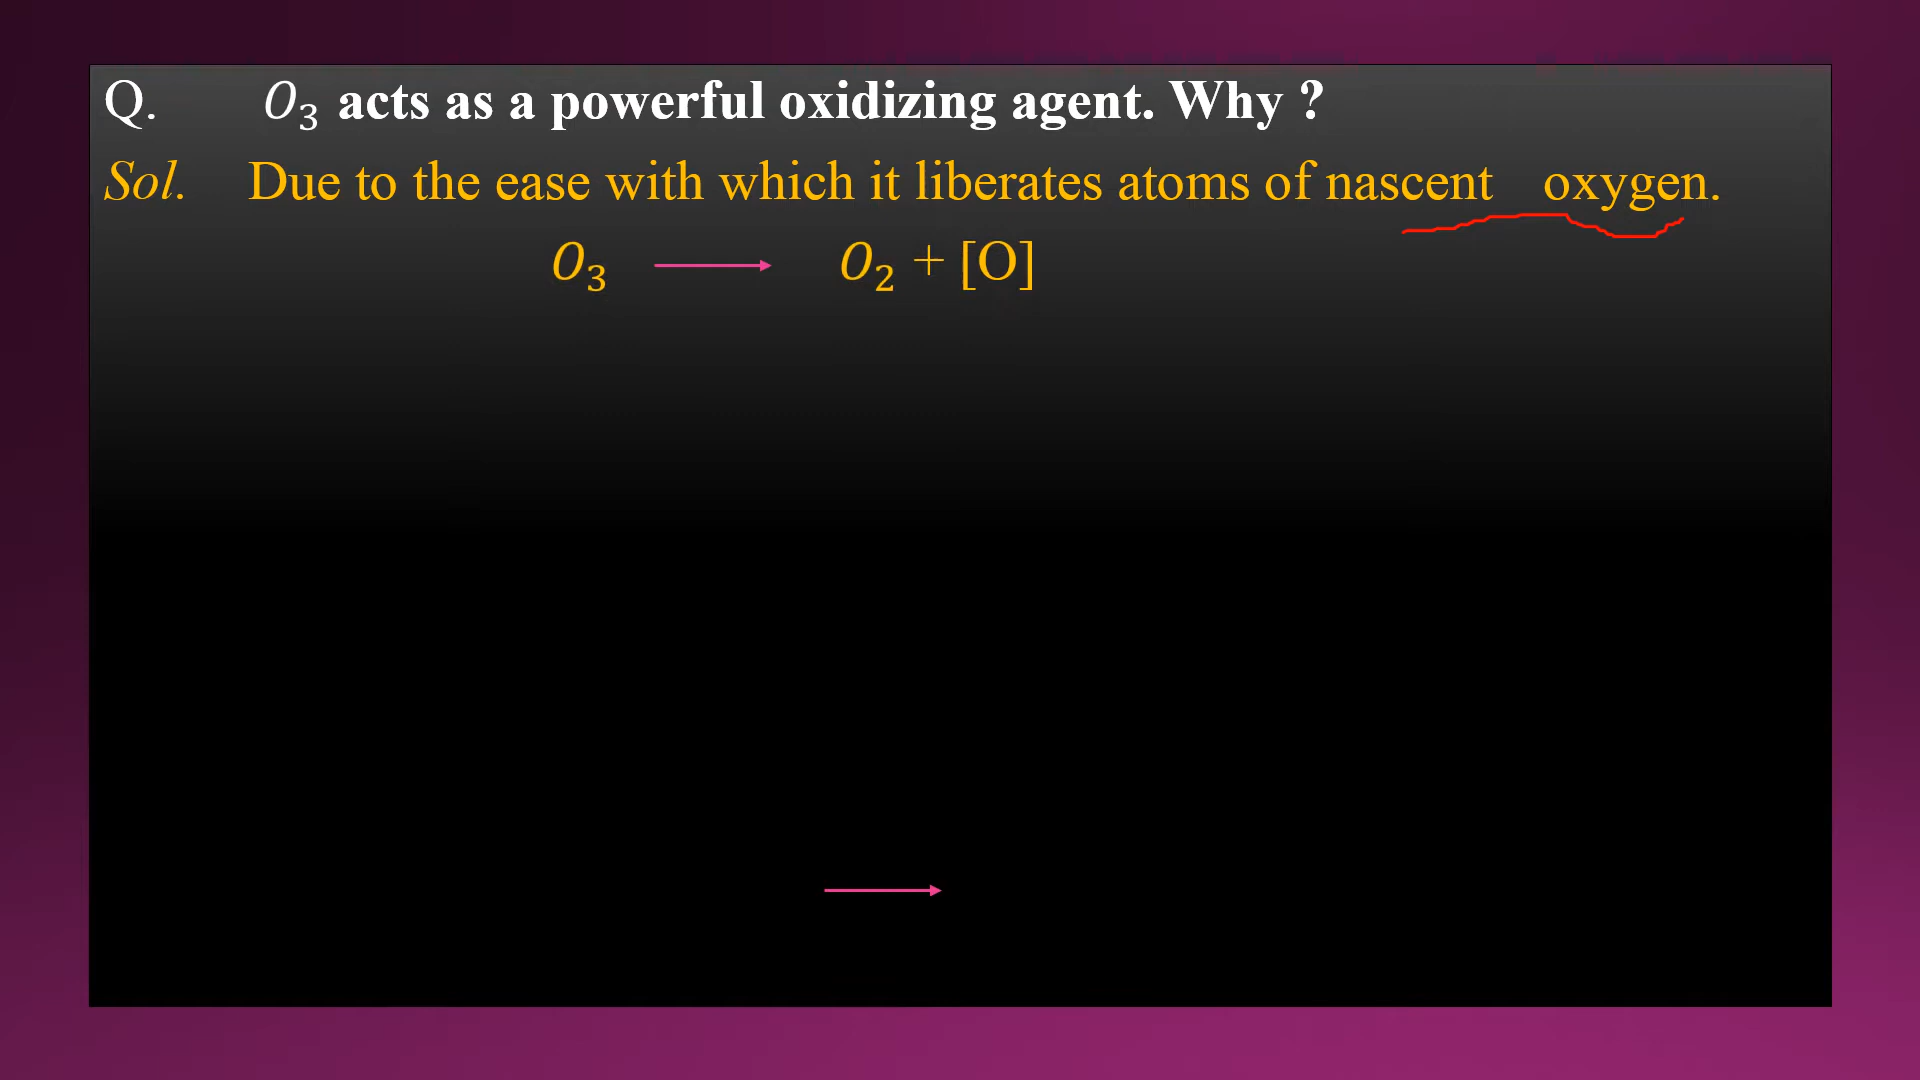 Q. O₃ acts as a powerful oxidizing agent. Why ?
Sol. Due to the ease with which it liberates atoms of nascent oxygen.
O₃ ⟶ O₂ + [O]
⟶